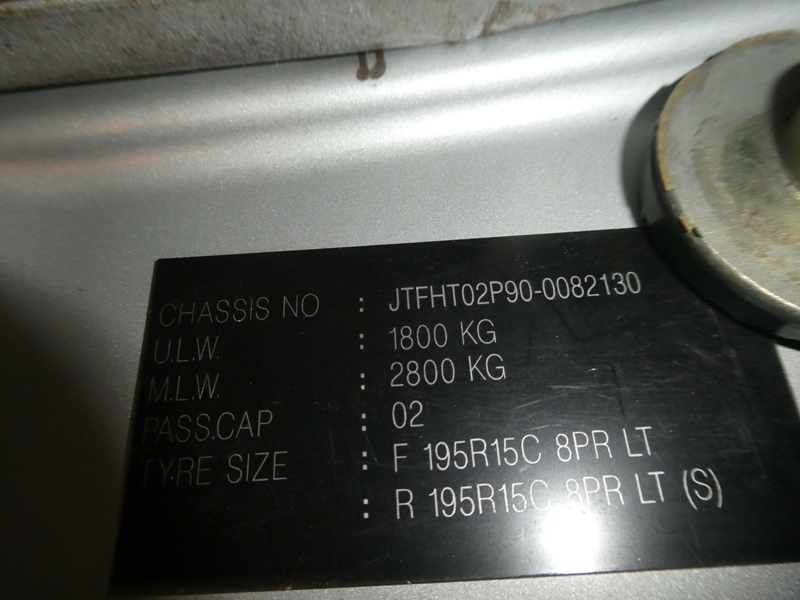 CHASSIS NO : JTFHT02P90-0082130
U.L.W. : 1800 KG
M.L.W. : 2800 KG
PASS.CAP : 02
TYRE SIZE : F 195R15C 8PR LT
: R 195R15C 8PR LT (S)